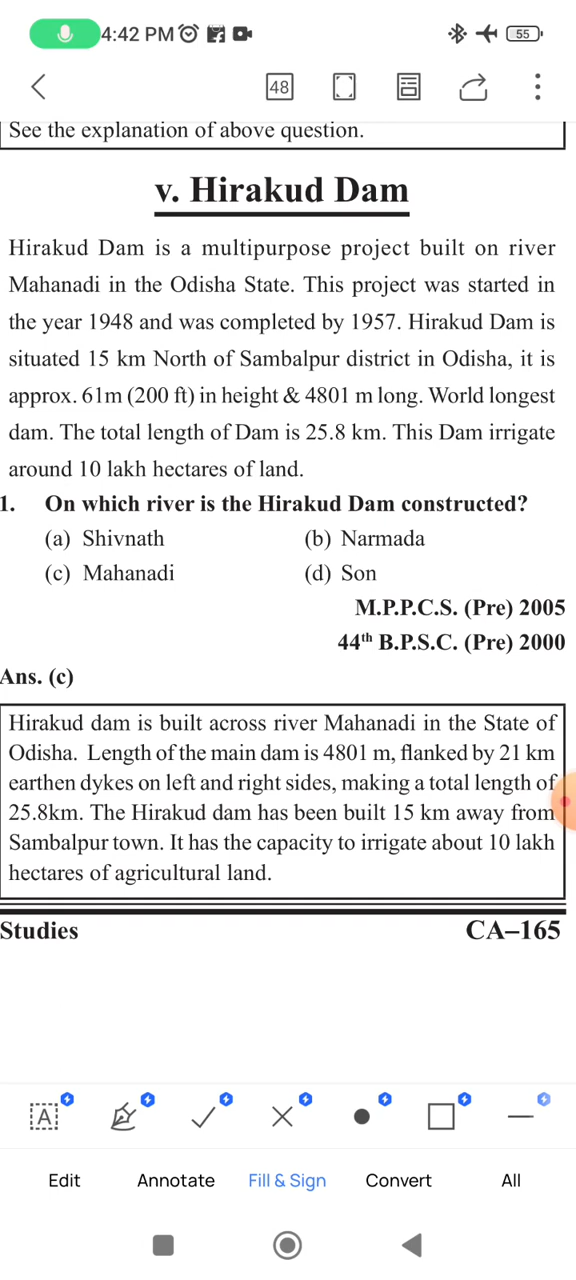 4:42 PM
55
48
See the explanation of above question.
v. Hirakud Dam
Hirakud Dam is a multipurpose project built on river
Mahanadi in the Odisha State. This project was started in
the year 1948 and was completed by 1957. Hirakud Dam is
situated 15 km North of Sambalpur district in Odisha, it is
approx. 61m (200 ft) in height & 4801 m long. World longest
dam. The total length of Dam is 25.8 km. This Dam irrigate
around 10 lakh hectares of land.
1. On which river is the Hirakud Dam constructed?
(a) Shivnath (b) Narmada
(c) Mahanadi (d) Son
M.P.P.C.S. (Pre) 2005
44th B.P.S.C. (Pre) 2000
Ans. (c)
Hirakud dam is built across river Mahanadi in the State of
Odisha. Length of the main dam is 4801 m, flanked by 21 km
earthen dykes on left and right sides, making a total length of
25.8km. The Hirakud dam has been built 15 km away from
Sambalpur town. It has the capacity to irrigate about 10 lakh
hectares of agricultural land.
Studies CA–165
A
Edit Annotate Fill & Sign Convert All